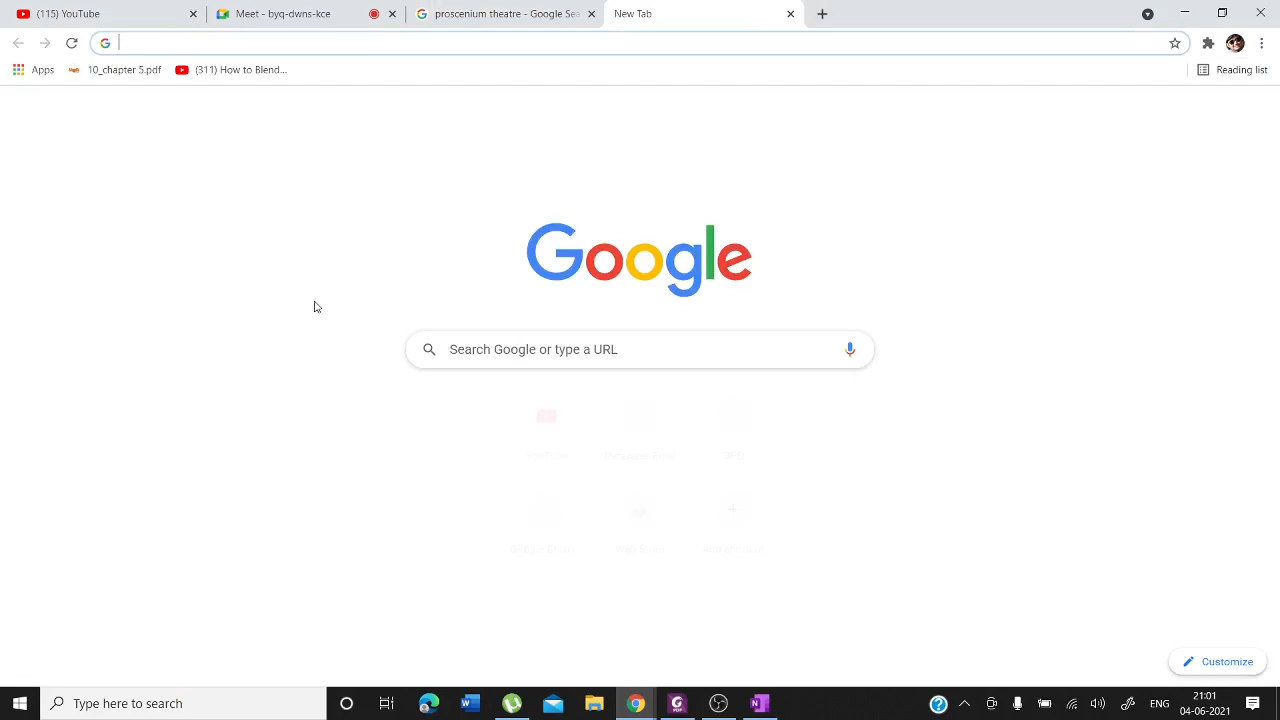 (115) YouTube
Meet - byq-dwns-kce
proscenium theatre - Google Sea
New Tab
Apps
10_chapter 5.pdf
(311) How to Blend...
Reading list
Google
Search Google or type a URL
YouTube
Customize
Type here to search
ENG
21:01
04-06-2021